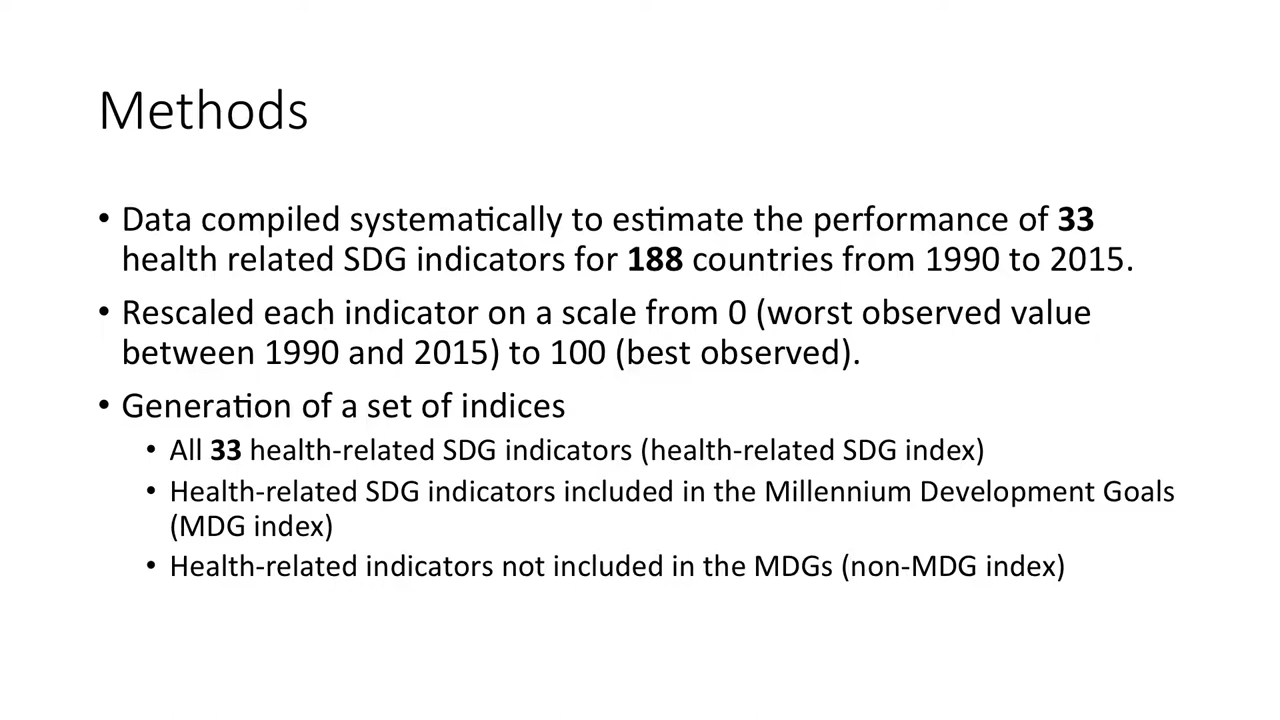 Methods
• Data compiled systematically to estimate the performance of 33
health related SDG indicators for 188 countries from 1990 to 2015.
• Rescaled each indicator on a scale from 0 (worst observed value
between 1990 and 2015) to 100 (best observed).
• Generation of a set of indices
• All 33 health-related SDG indicators (health-related SDG index)
• Health-related SDG indicators included in the Millennium Development Goals
(MDG index)
• Health-related indicators not included in the MDGs (non-MDG index)